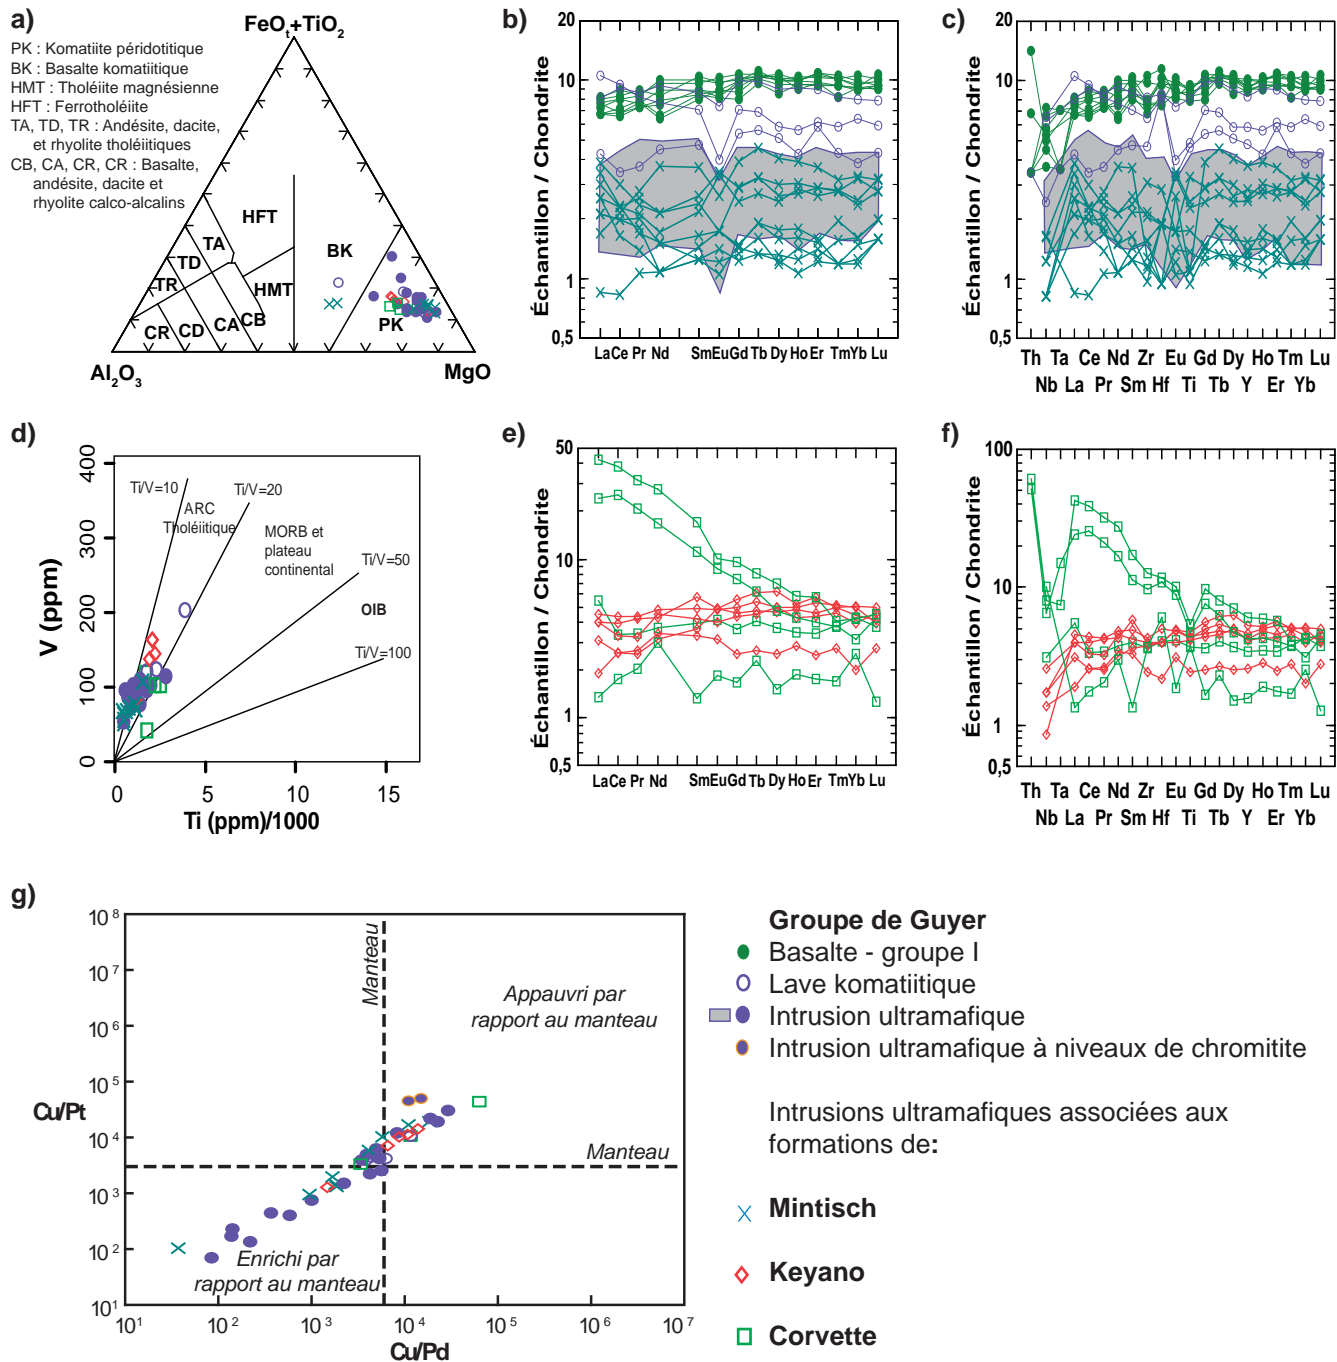 a)
FeOt+TiO2
PK : Komatiite péridotitique
BK : Basalte komatiitique
HMT : Tholéiite magnésienne
HFT : Ferrotholéiite
TA, TD, TR : Andésite, dacite,
et rhyolite tholéiitiques
CB, CA, CR, CR : Basalte,
andésite, dacite et
rhyolite calco-alcalins
HFT
TA
BK
TD
TR
HMT
CR
CD
CA
CB
PK
Al2O3
MgO
b)
Échantillon / Chondrite
20
10
1
0,5
La Ce Pr Nd Sm Eu Gd Tb Dy Ho Er Tm Yb Lu
c)
Échantillon / Chondrite
20
10
1
0,5
Th Ta Ce Nd Zr Eu Gd Dy Ho Tm Lu
Nb La Pr Sm Hf Ti Tb Y Er Yb
d)
V (ppm)
400
300
200
100
0
Ti/V=10
Ti/V=20
ARC
Tholéiitique
MORB et
plateau
continental
Ti/V=50
OIB
Ti/V=100
0 5 10 15
Ti (ppm)/1000
e)
Échantillon / Chondrite
50
10
1
0,5
La Ce Pr Nd Sm Eu Gd Tb Dy Ho Er Tm Yb Lu
f)
Échantillon / Chondrite
100
10
1
0,5
Th Ta Ce Nd Zr Eu Gd Dy Ho Tm Lu
Nb La Pr Sm Hf Ti Tb Y Er Yb
g)
Cu/Pt
10^8
10^7
10^6
10^5
10^4
10^3
10^2
10^1
Manteau
Appauvri par
rapport au manteau
Manteau
Enrichi par
rapport au manteau
10^1 10^2 10^3 10^4 10^5 10^6 10^7
Cu/Pd
Groupe de Guyer
Basalte - groupe I
Lave komatiitique
Intrusion ultramafique
Intrusion ultramafique à niveaux de chromitite
Intrusions ultramafiques associées aux
formations de:
Mintisch
Keyano
Corvette